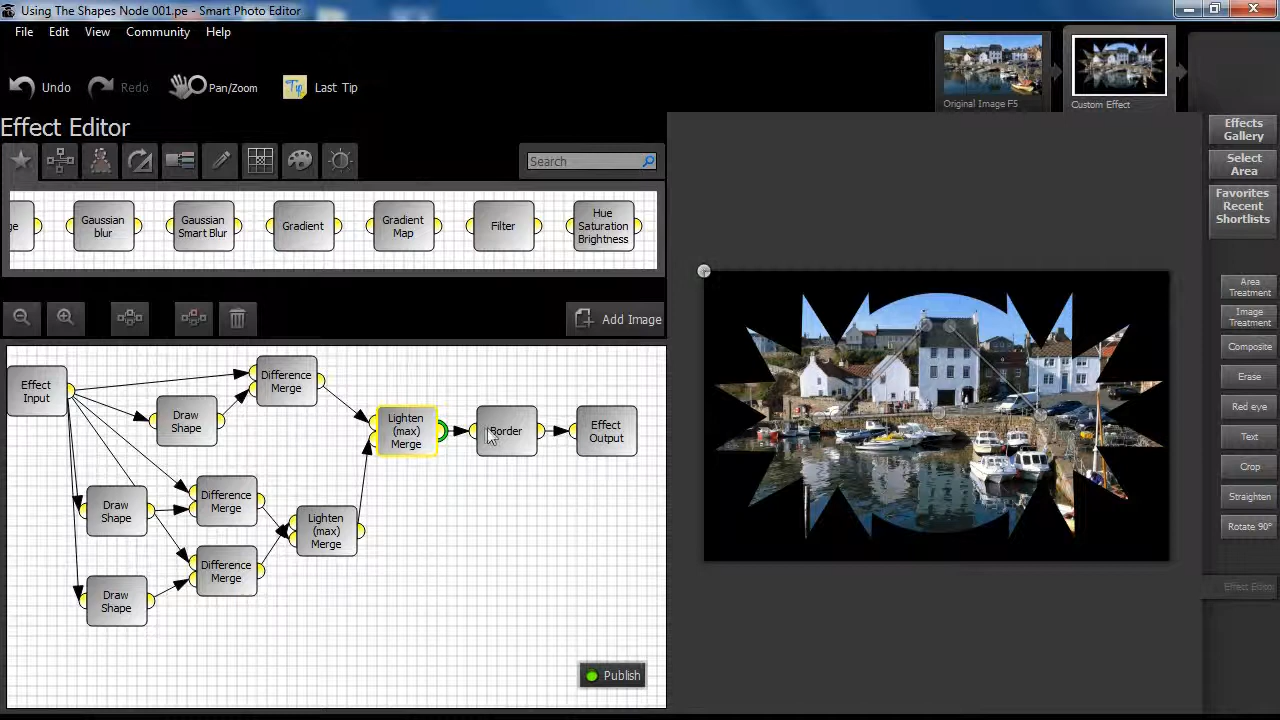 Using The Shapes Node 001.pe - Smart Photo Editor
File Edit View Community Help
Undo Redo Pan/Zoom Tip Last Tip
Original Image F5
Custom Effect
Effect Editor
Search
ge
Gaussian
blur
Gaussian
Smart Blur
Gradient
Gradient
Map
Filter
Hue
Saturation
Brightness
Add Image
Effect
Input
Difference
Merge
Draw
Shape
Lighten
(max)
Merge
Border
Effect
Output
Draw
Shape
Difference
Merge
Lighten
(max)
Merge
Difference
Merge
Draw
Shape
Publish
Effects
Gallery
Select
Area
Favorites
Recent
Shortlists
Area
Treatment
Image
Treatment
Composite
Erase
Red eye
Text
Crop
Straighten
Rotate 90°
Effect Editor